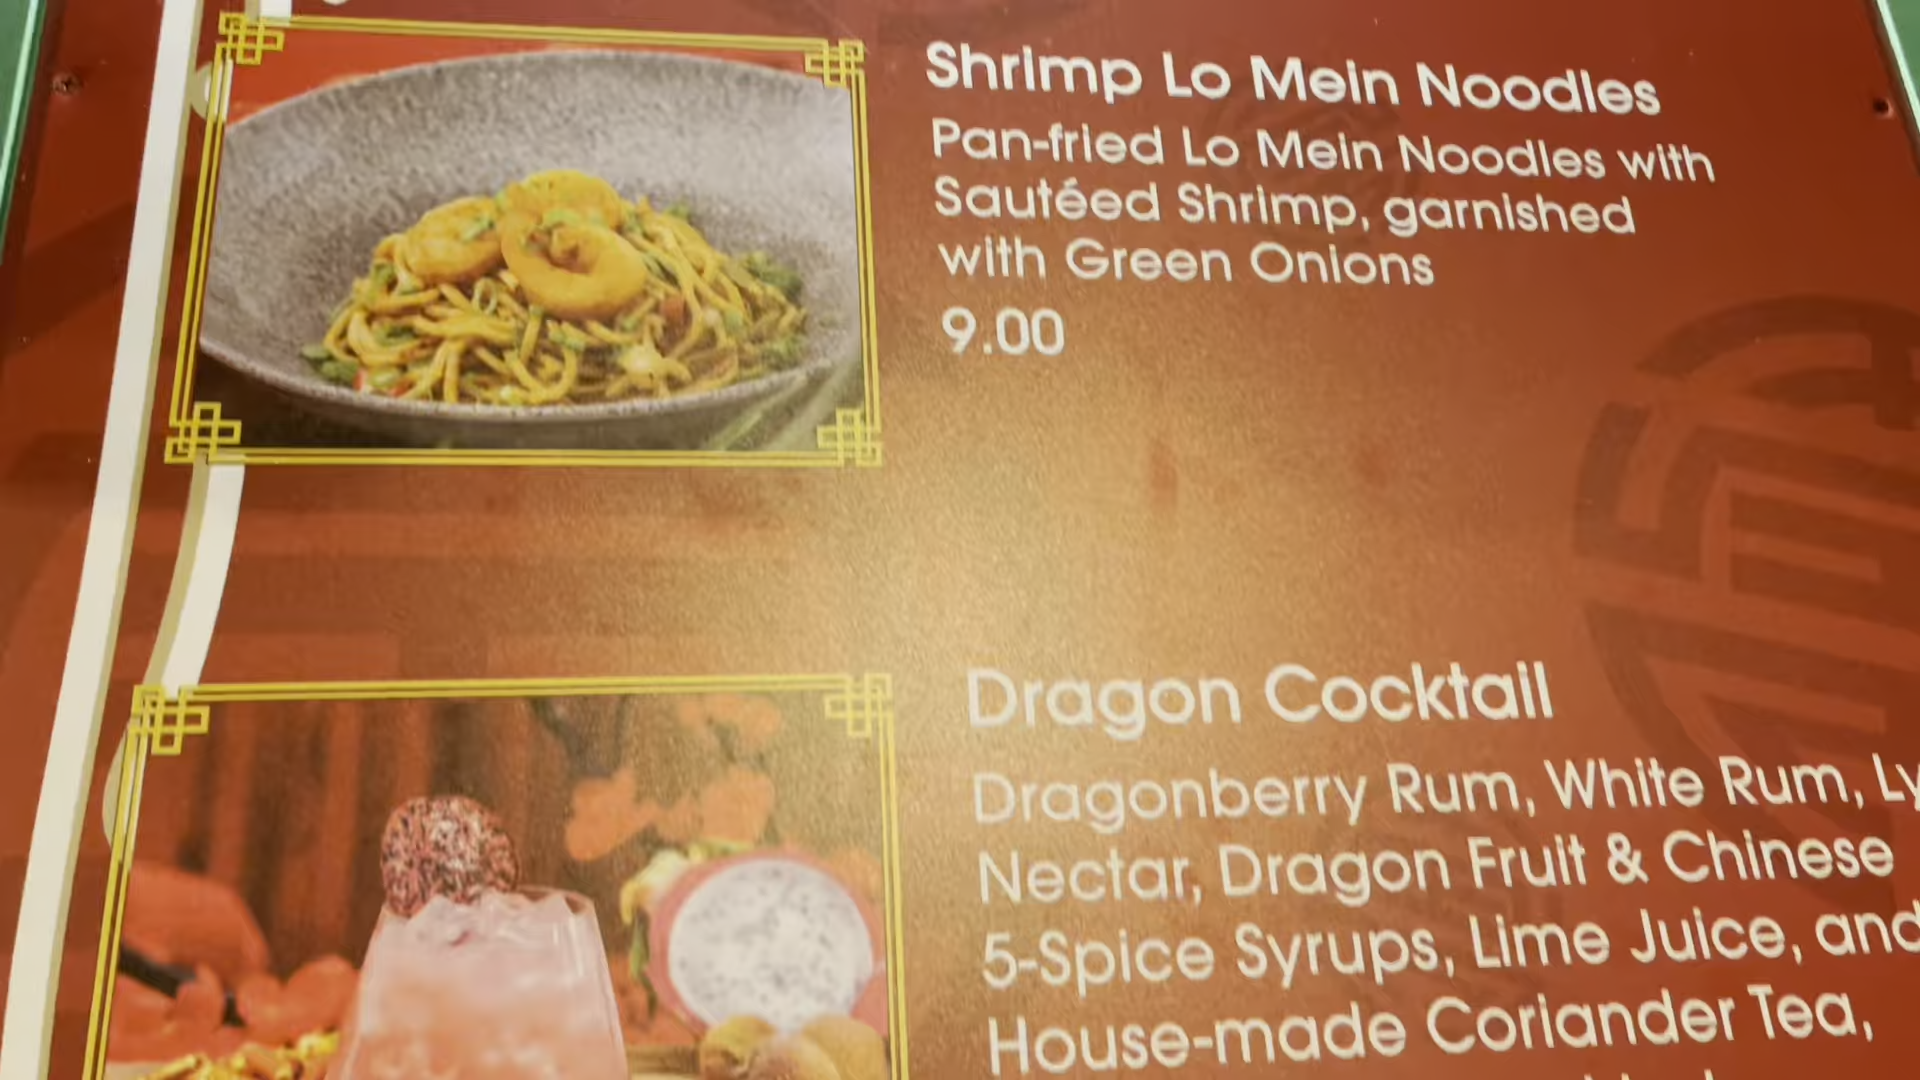 Shrimp Lo Mein Noodles
Pan-fried Lo Mein Noodles with
Sautéed Shrimp, garnished
with Green Onions
9.00
Dragon Cocktail
Dragonberry Rum, White Rum,
Nectar, Dragon Fruit & Chinese
5-Spice Syrups, Lime Juice, and
House-made Coriander Tea,